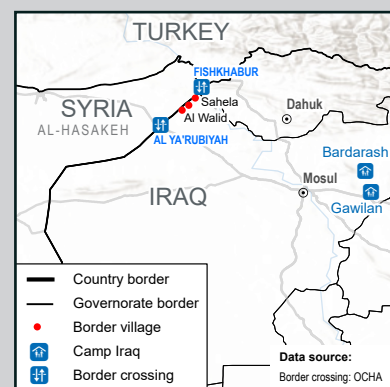 TURKEY
FISHKHABUR
Sahela
SYRIA
Dahuk
Al Walid
AL-HASAKEH
AL YA'RUBIYAH
Bardarash
Mosul
IRAQ
Gawilan
Country border
Governorate border
Border village
Camp Iraq
Border crossing
Data source:
Border crossing: OCHA